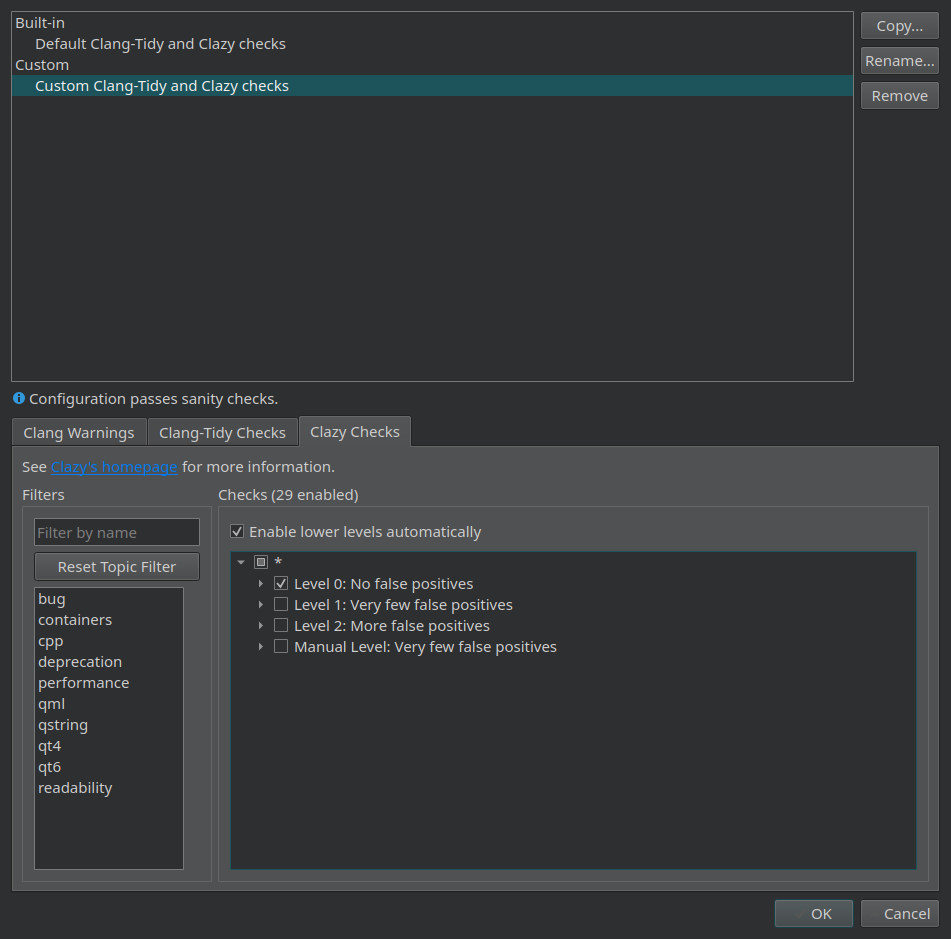 Built-in
Default Clang-Tidy and Clazy checks
Custom
Custom Clang-Tidy and Clazy checks
Copy...
Rename...
Remove
Configuration passes sanity checks.
Clang Warnings
Clang-Tidy Checks
Clazy Checks
See Clazy's homepage for more information.
Filters
Filter by name
Reset Topic Filter
bug
containers
cpp
deprecation
performance
qml
qstring
qt4
qt6
readability
Checks (29 enabled)
Enable lower levels automatically
*
Level 0: No false positives
Level 1: Very few false positives
Level 2: More false positives
Manual Level: Very few false positives
OK
Cancel